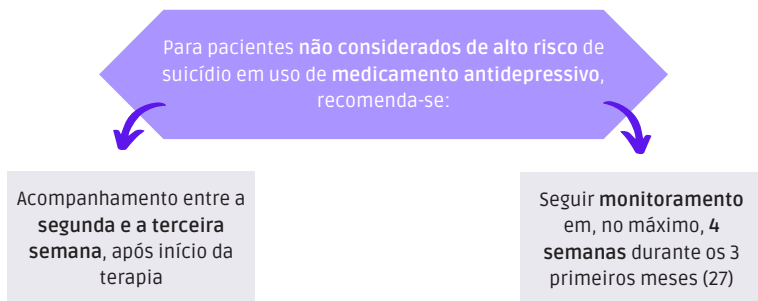 Para pacientes não considerados de alto risco de
suicídio em uso de medicamento antidepressivo,
recomenda-se:
Acompanhamento entre a
segunda e a terceira
semana, após início da
terapia
Seguir monitoramento
em, no máximo, 4
semanas durante os 3
primeiros meses (27)